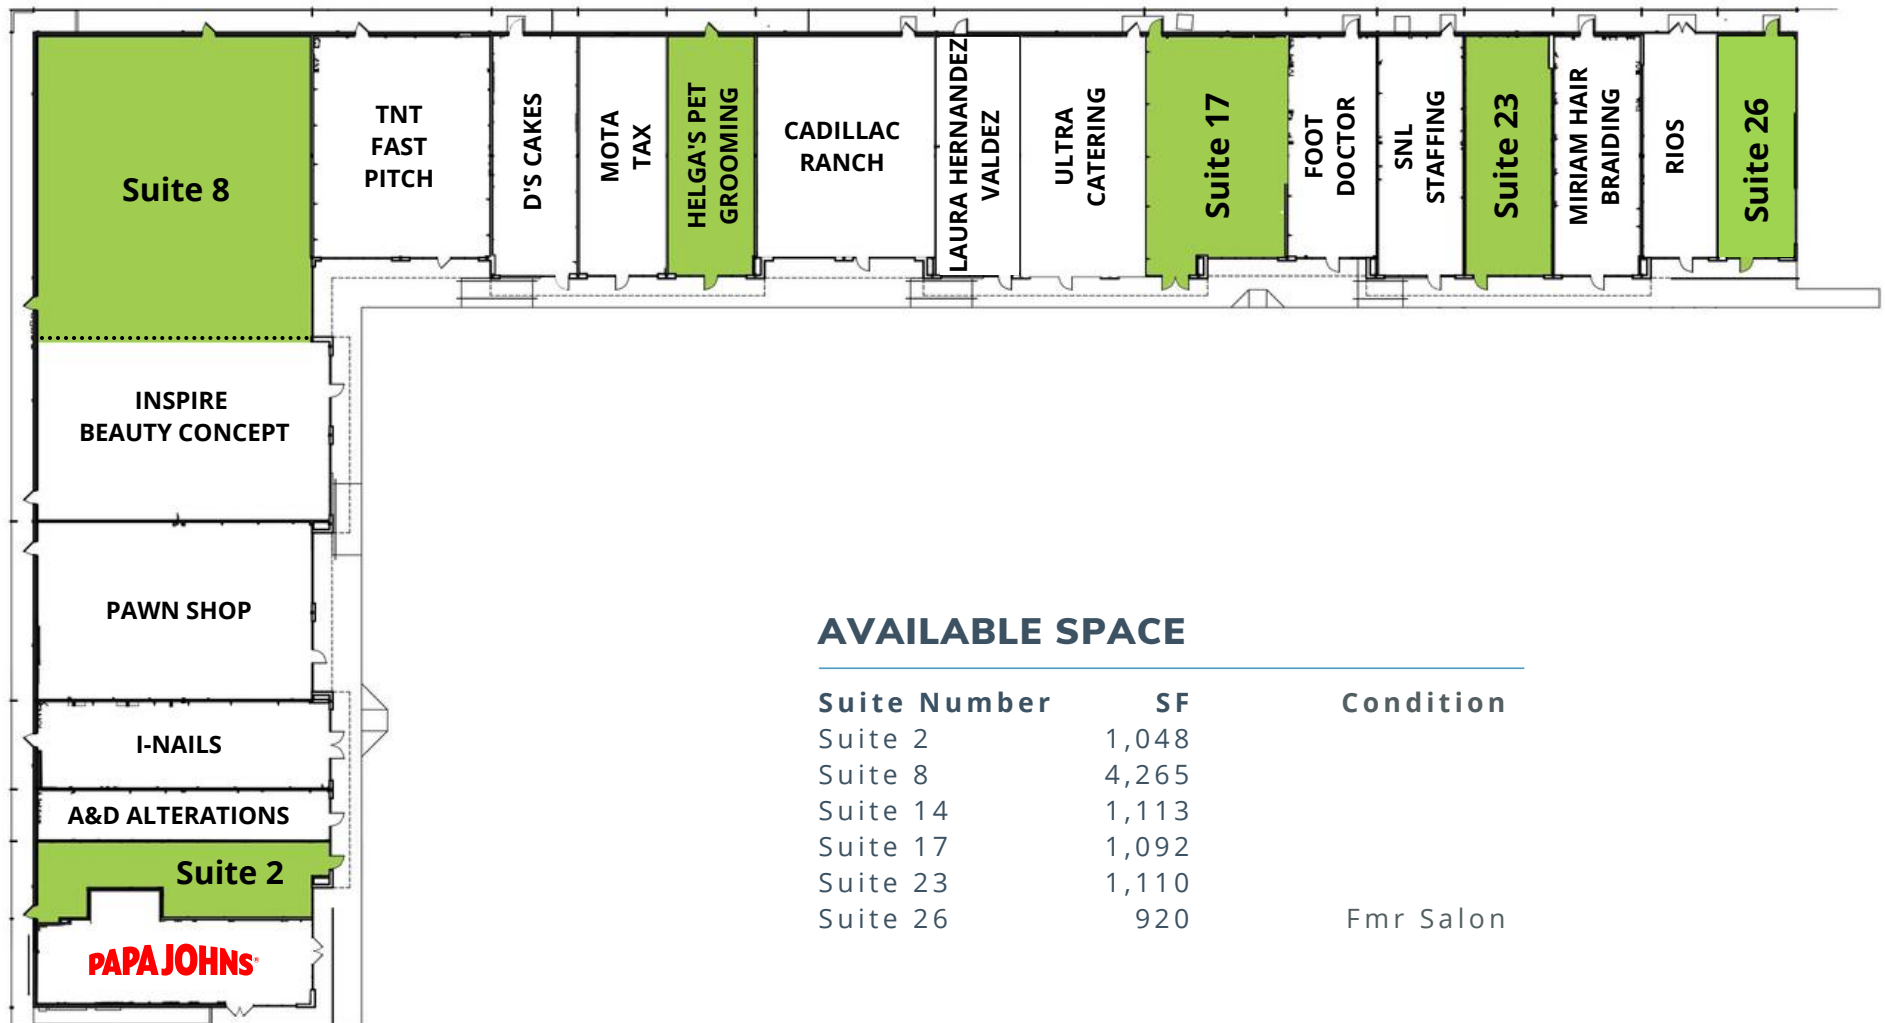 Suite 8
TNT
FAST
PITCH
D'S CAKES
MOTA
TAX
HELGA'S PET
GROOMING
CADILLAC
RANCH
LAURA HERNANDEZ
VALDEZ
ULTRA
CATERING
Suite 17
FOOT
DOCTOR
SNL
STAFFING
Suite 23
MIRIAM HAIR
BRAIDING
RIOS
Suite 26
INSPIRE
BEAUTY CONCEPT
PAWN SHOP
I-NAILS
A&D ALTERATIONS
Suite 2
PAPA JOHNS
AVAILABLE SPACE
Suite Number SF Condition
Suite 2 1,048
Suite 8 4,265
Suite 14 1,113
Suite 17 1,092
Suite 23 1,110
Suite 26 920 Fmr Salon